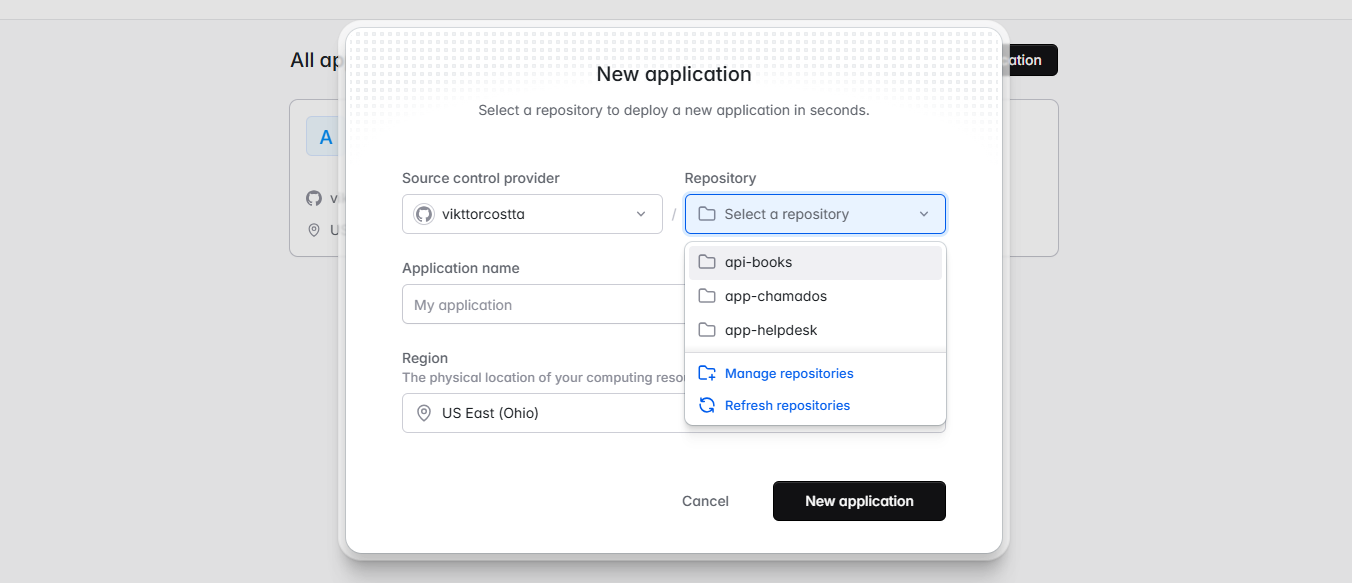 All ap
cation
New application
Select a repository to deploy a new application in seconds.
A
Source control provider
Repository
vikttorcostta
/
Select a repository
api-books
app-chamados
app-helpdesk
Manage repositories
Refresh repositories
Application name
My application
Region
The physical location of your computing resou
US East (Ohio)
Cancel
New application